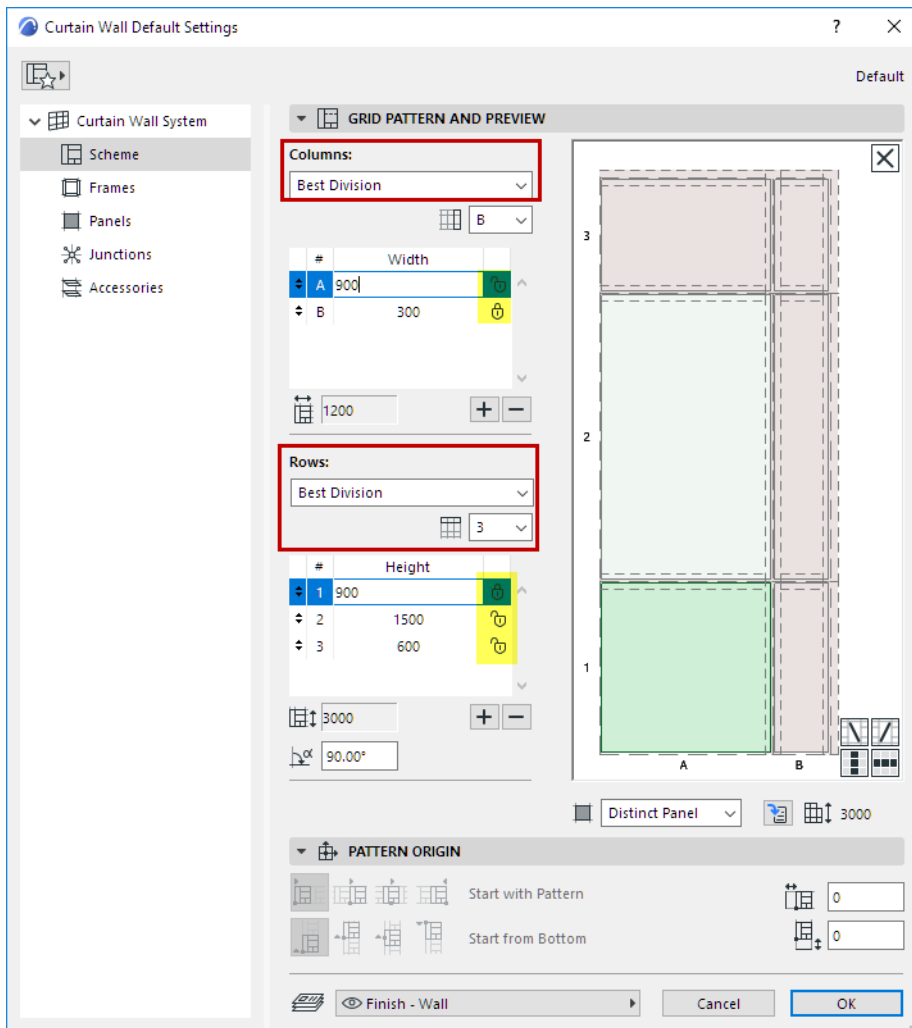 Curtain Wall Default Settings ?
Default
Curtain Wall System
Scheme
Frames
Panels
Junctions
Accessories
GRID PATTERN AND PREVIEW
Columns:
Best Division
B
# Width
A 900
B 300
1200
Rows:
Best Division
3
# Height
1 900
2 1500
3 600
3000
α 90.00°
3
2
1
A B
Distinct Panel 3000
PATTERN ORIGIN
Start with Pattern 0
Start from Bottom 0
Finish - Wall Cancel OK